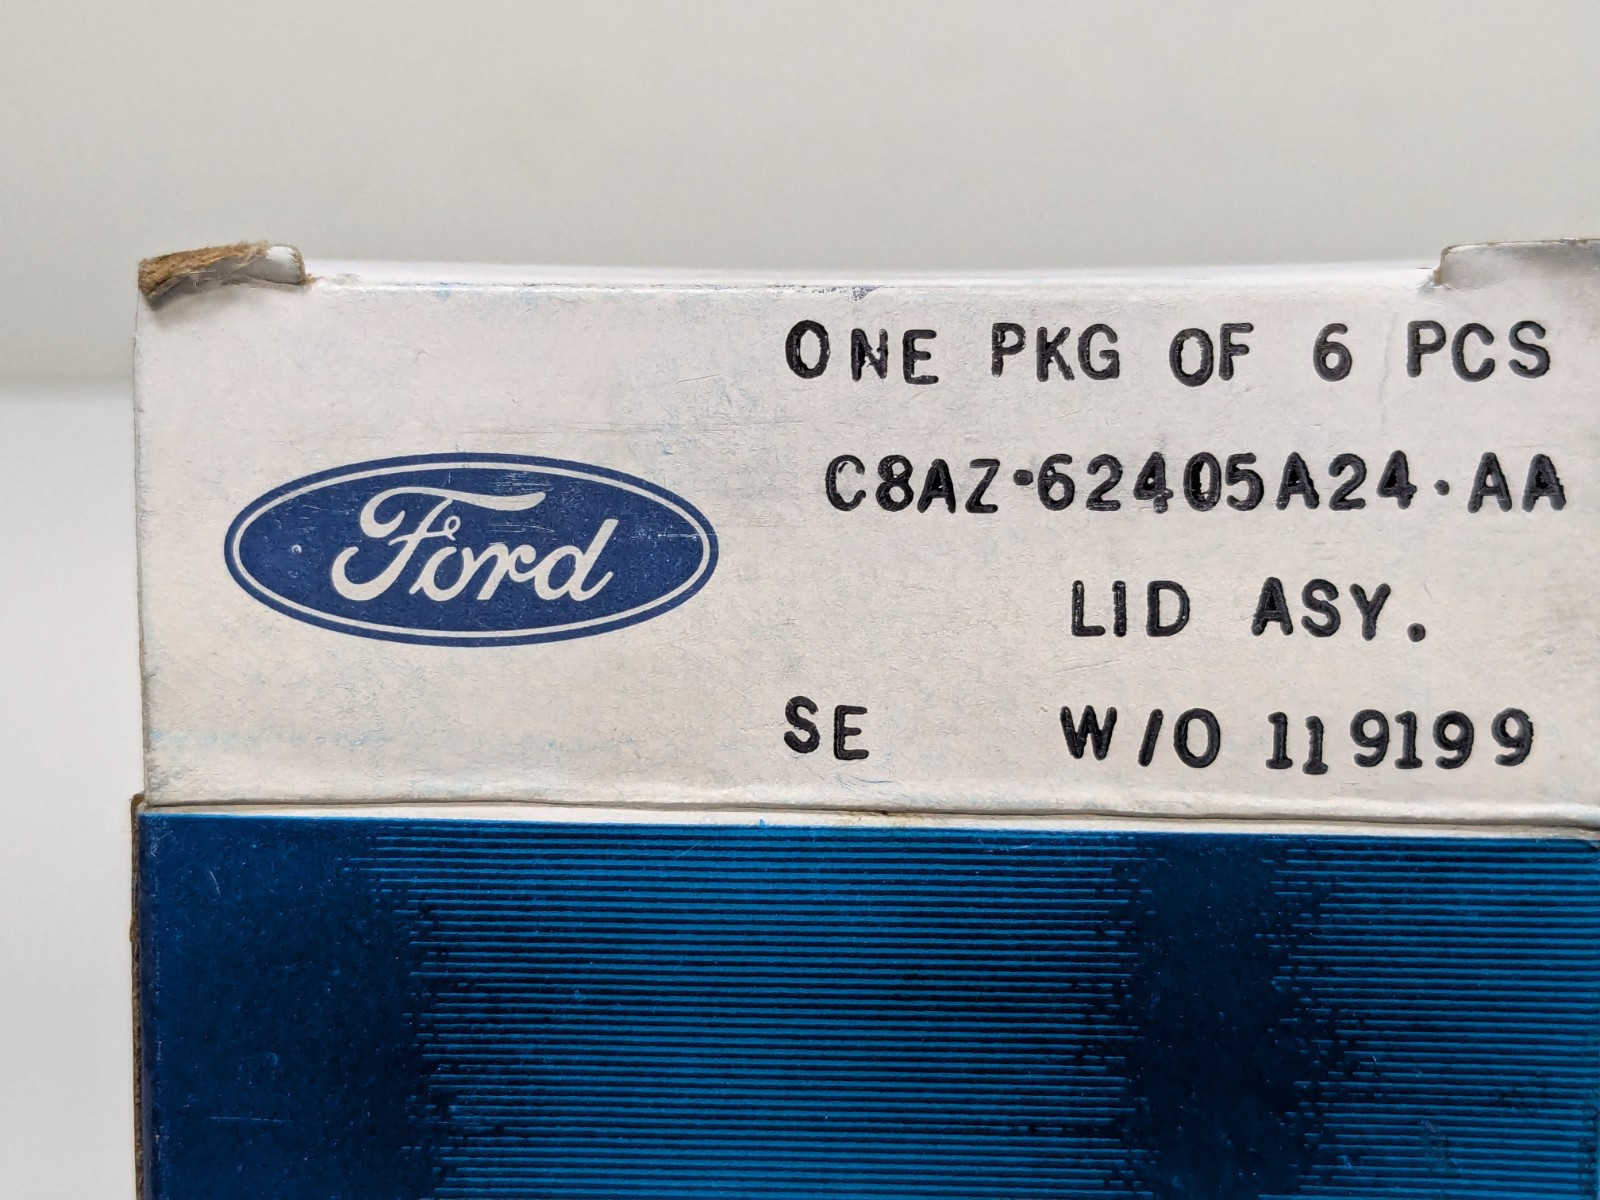 ONE PKG OF 6 PCS
Ford
C8AZ·62405A24·AA
LID ASY.
SE W/O 119199